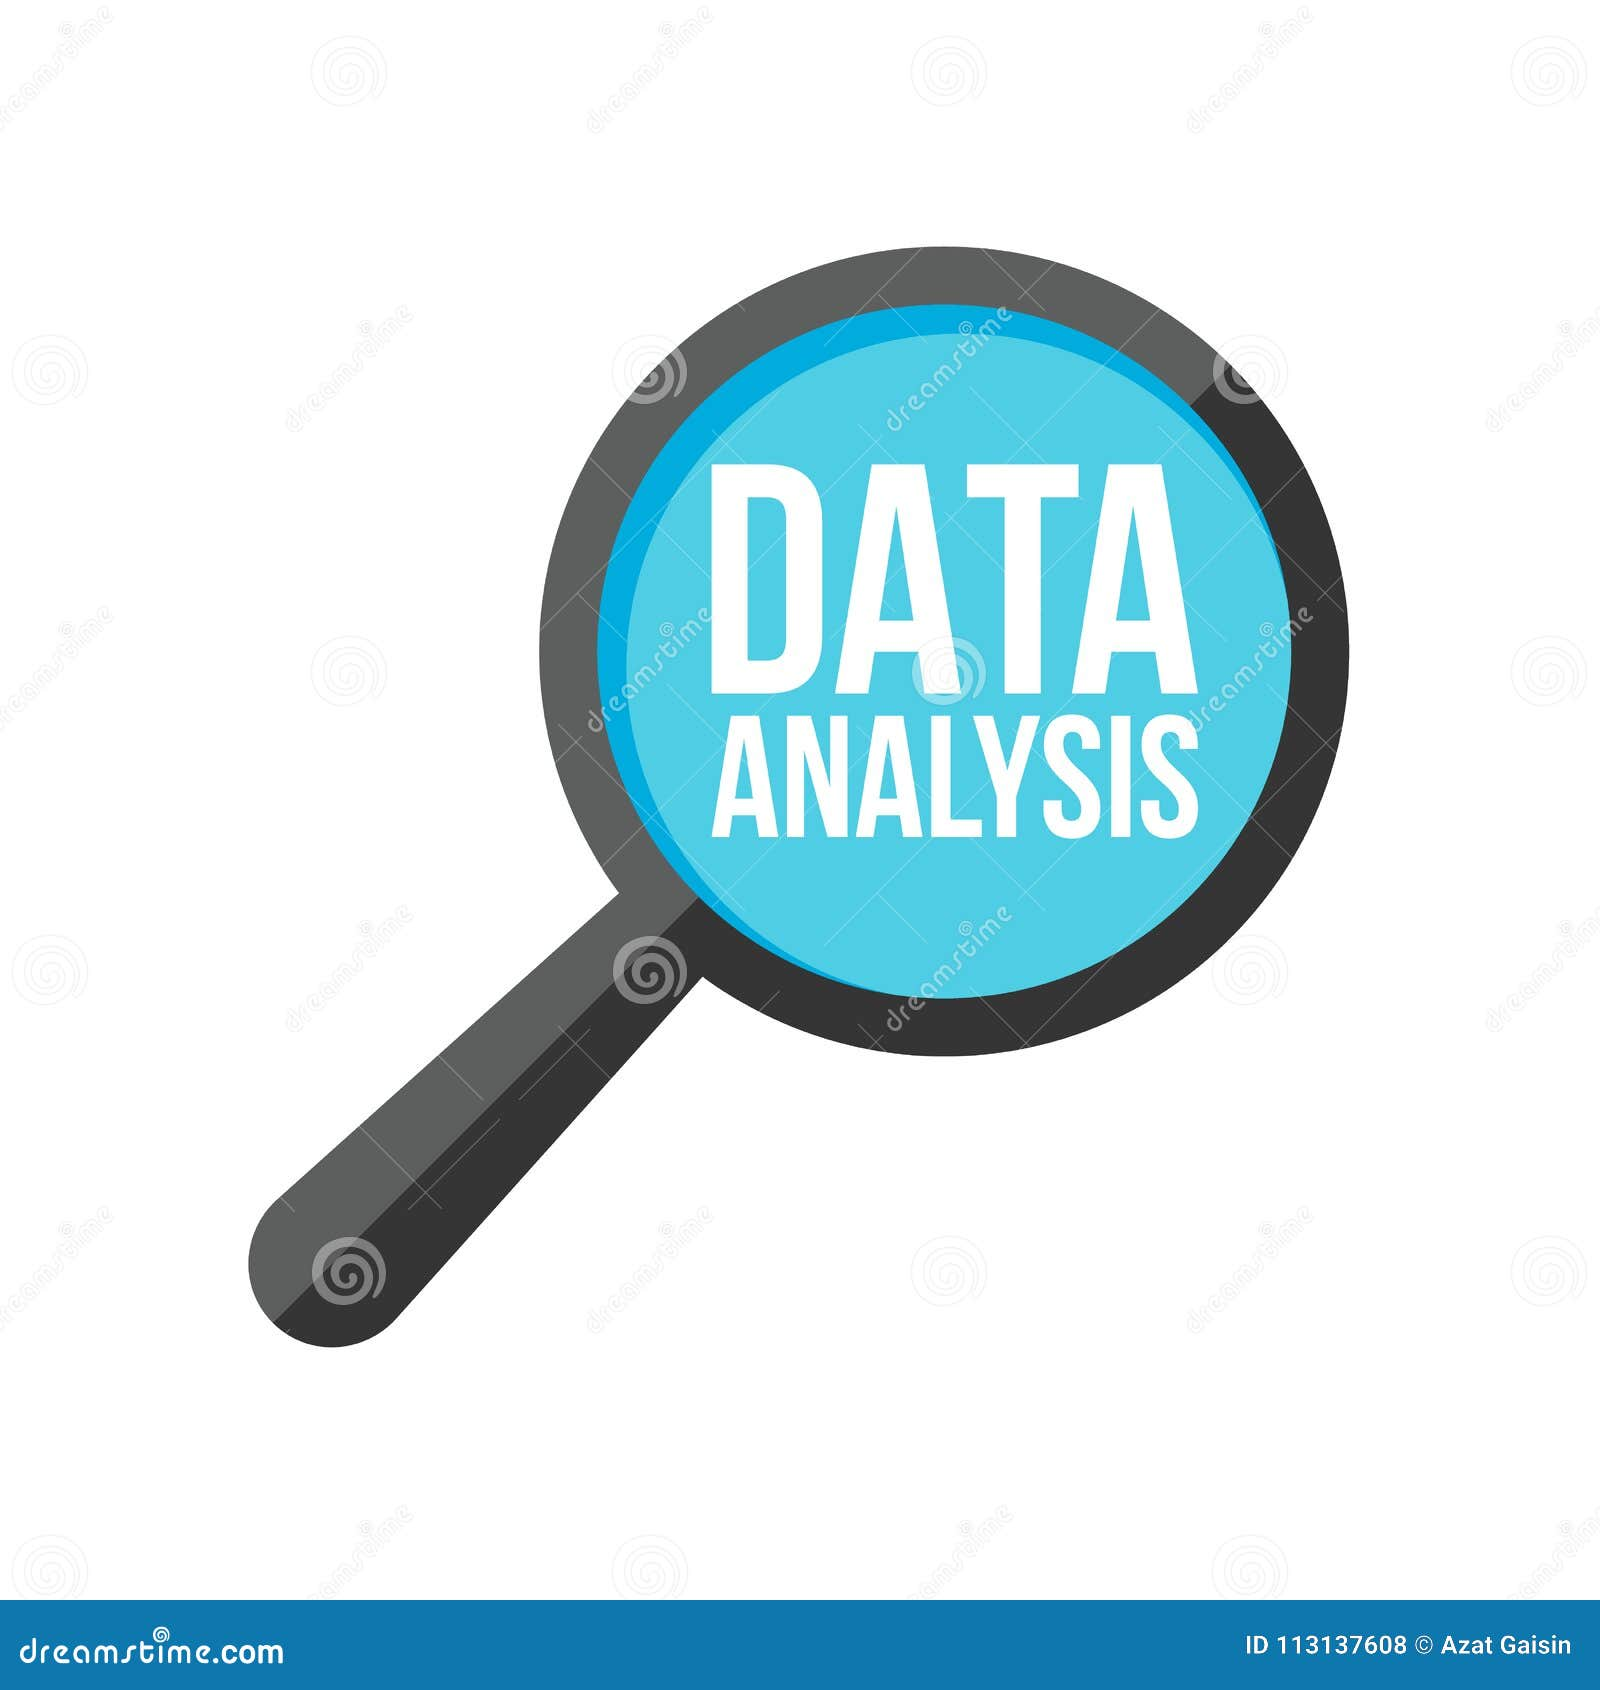 DATA
ANALYSIS
dreamstime.com
ID 113137608 © Azat Gaisin